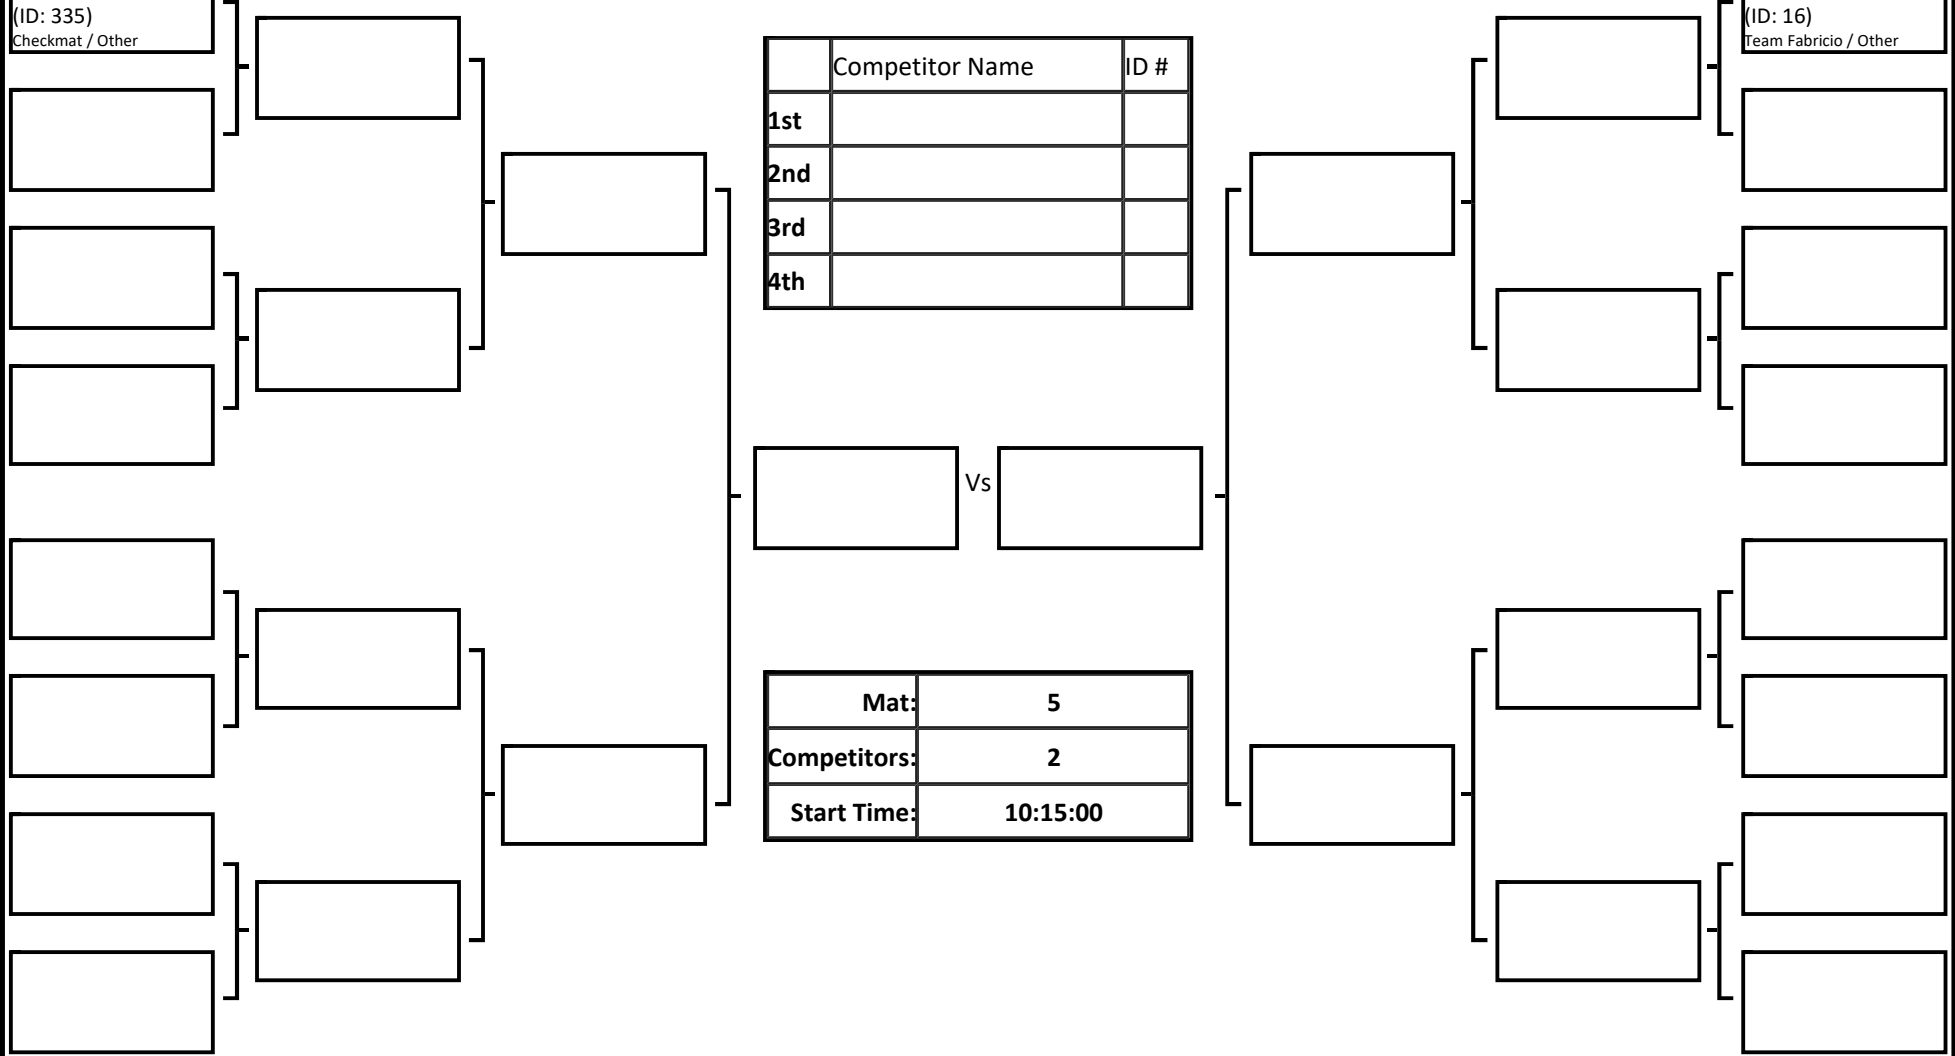 (ID: 335)
Checkmat / Other
(ID: 16)
Team Fabricio / Other
Competitor Name ID #
1st
2nd
3rd
4th
Vs
Mat: 5
Competitors: 2
Start Time: 10:15:00